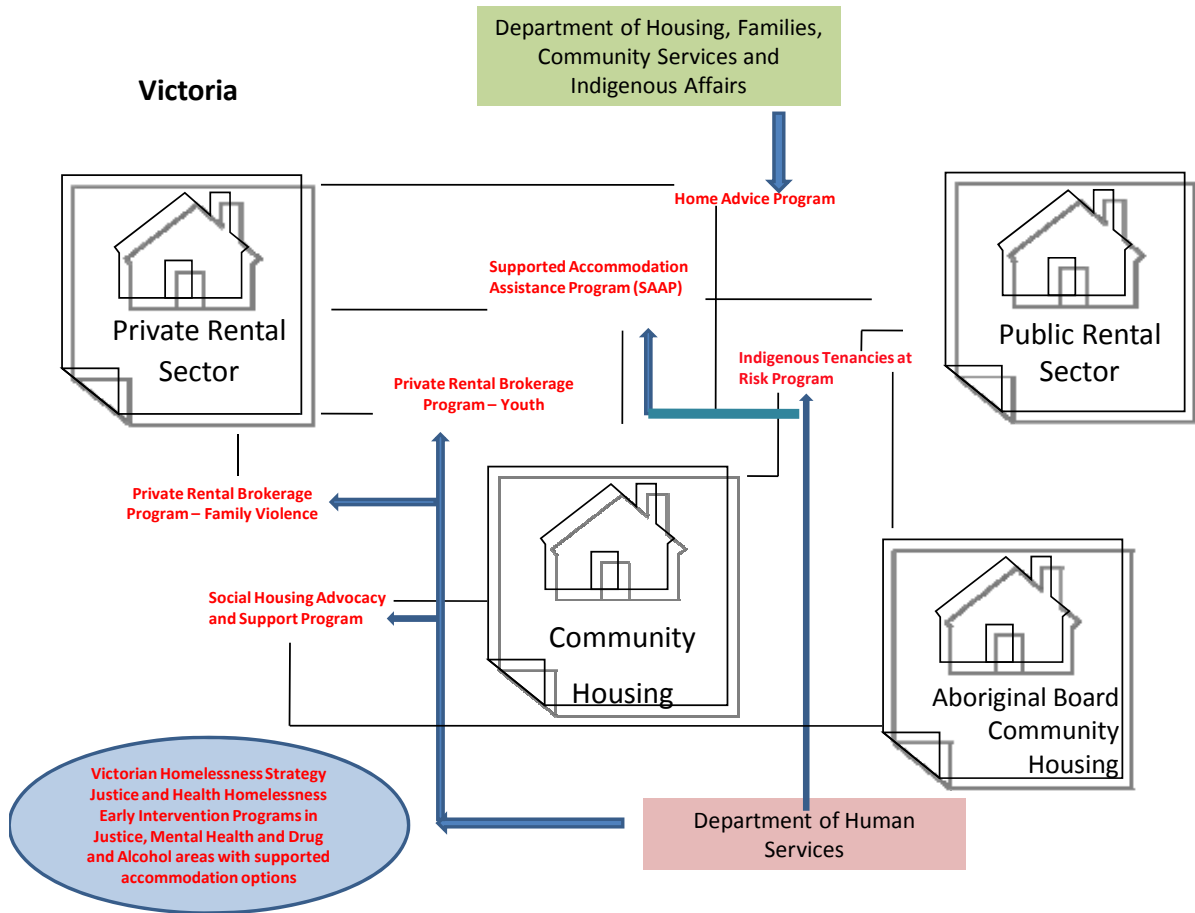 Department of Housing, Families,
Community Services and
Indigenous Affairs
Victoria
Home Advice Program
Supported Accommodation
Assistance Program (SAAP)
Private Rental
Sector
Public Rental
Sector
Indigenous Tenancies at
Risk Program
Private Rental Brokerage
Program – Youth
Private Rental Brokerage
Program – Family Violence
Social Housing Advocacy
and Support Program
Community
Housing
Aboriginal Board
Community
Housing
Victorian Homelessness Strategy
Justice and Health Homelessness
Early Intervention Programs in
Justice, Mental Health and Drug
and Alcohol areas with supported
accommodation options
Department of Human
Services